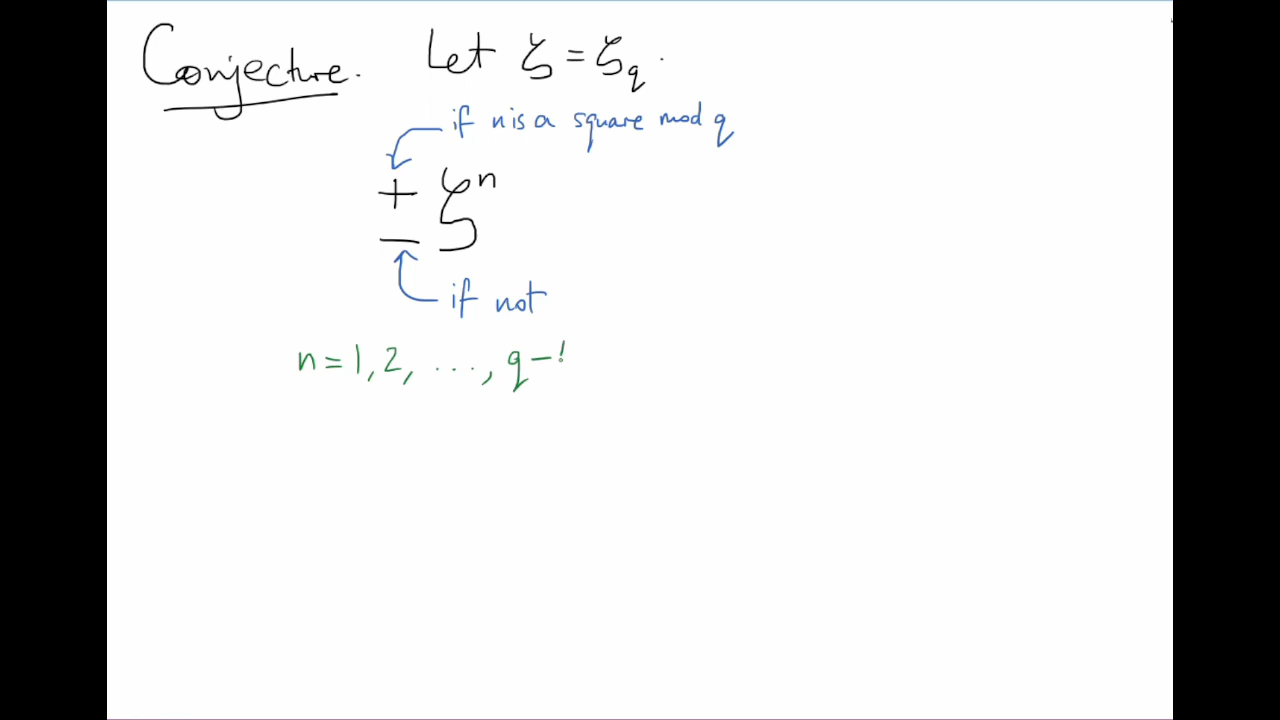 Conjecture. Let ζ = ζ_q.
if n is a square mod q
+ ζ^n
−
if not
n = 1, 2, ..., q − 1